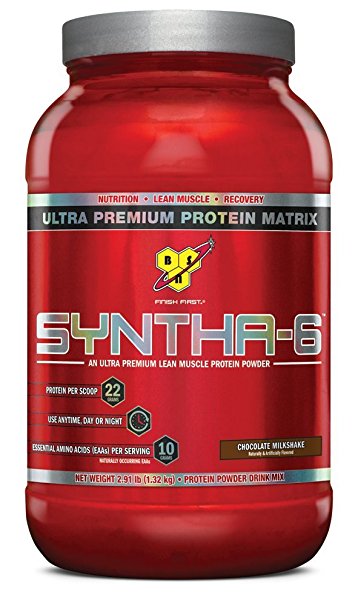 NUTRITION • LEAN MUSCLE • RECOVERY
ULTRA PREMIUM PROTEIN MATRIX
BSN
FINISH FIRST.®
SYNTHA-6™
AN ULTRA PREMIUM LEAN MUSCLE PROTEIN POWDER
PROTEIN PER SCOOP 22 GRAMS
USE ANYTIME, DAY OR NIGHT
ESSENTIAL AMINO ACIDS (EAAs) PER SERVING 10 GRAMS
NATURALLY OCCURRING EAAs
CHOCOLATE MILKSHAKE
Naturally & Artificially Flavored
NET WEIGHT 2.91 lb (1.32 kg) • PROTEIN POWDER DRINK MIX